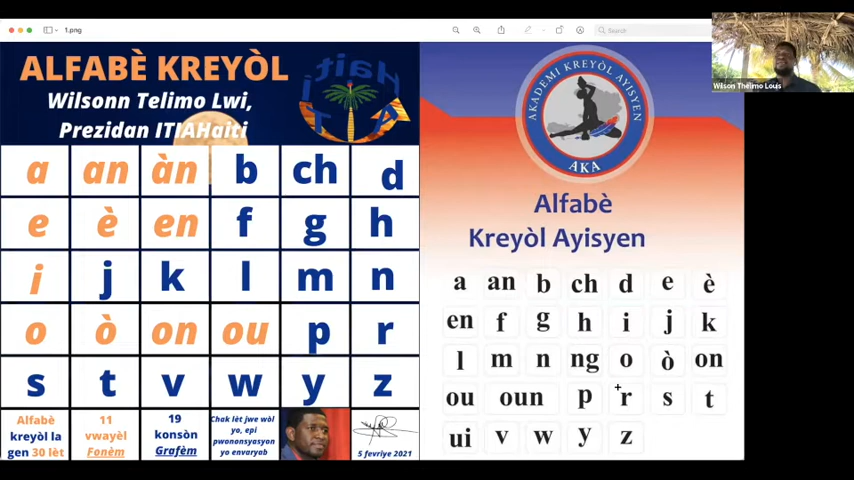 1.png
Search
Wilson Thélimo Louis
ALFABÈ KREYÒL
Wilsonn Telimo Lwi,
Prezidan ITIAHaiti
Haiti
a an àn b ch d
e è en f g h
i j k l m n
o ò on ou p r
s t v w y z
Alfabè
kreyòl la
gen 30 lèt
11
vwayèl
Fonèm
19
konsòn
Grafèm
Chak lèt jwe wòl
yo, epi
pwononsyasyon
yo envaryab
5 fevriye 2021
AKADEMI KREYÒL AYISYEN
AKA
Alfabè
Kreyòl Ayisyen
a an b ch d e è
en f g h i j k
l m n ng o ò on
ou oun p r s t
ui v w y z